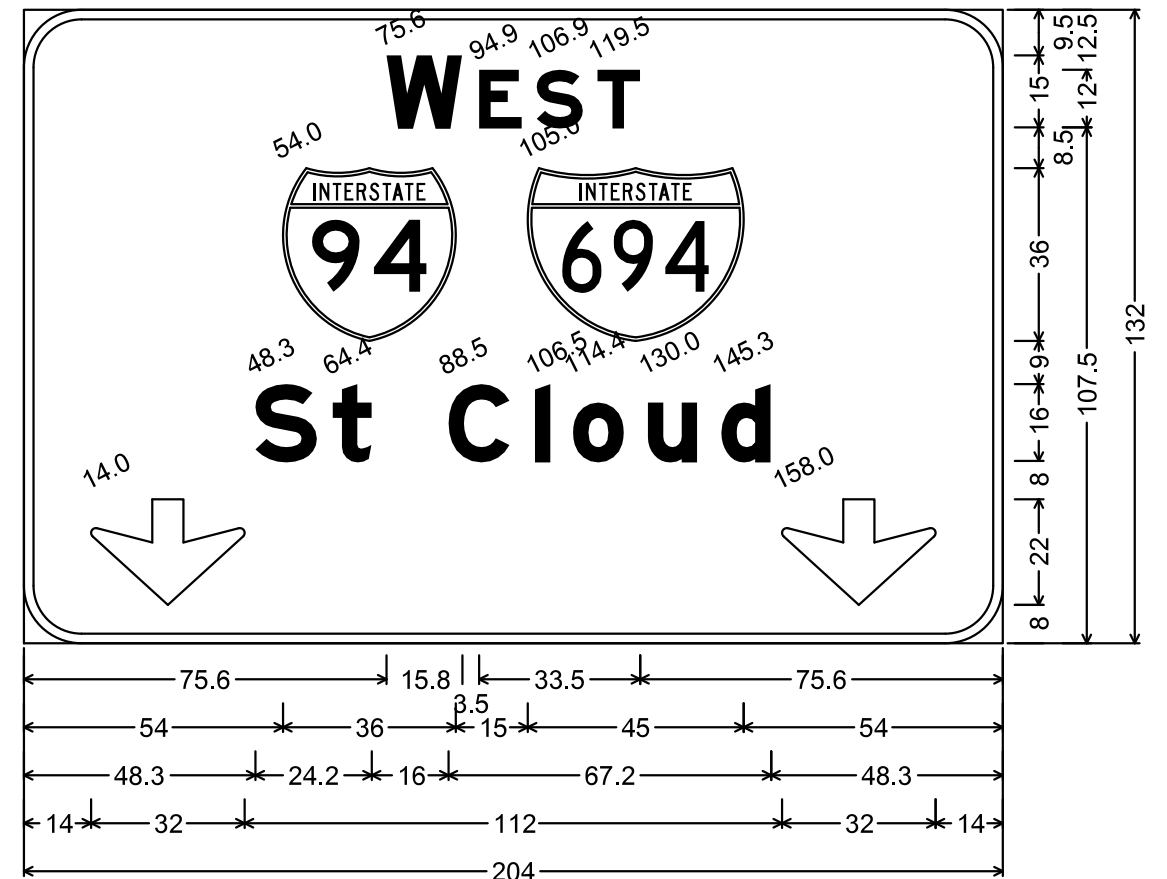 75.6 94.9 106.9 119.5
WEST
54.0 105.0
INTERSTATE INTERSTATE
94 694
48.3 64.4 88.5 106.5 114.4 130.0 145.3
St Cloud
14.0 158.0
9.5 12.5
15 12
8.5
36
9
16
8
22
8
107.5
132
75.6 15.8 3.5 33.5 75.6
54 36 15 45 54
48.3 24.2 16 67.2 48.3
14 32 112 32 14
204